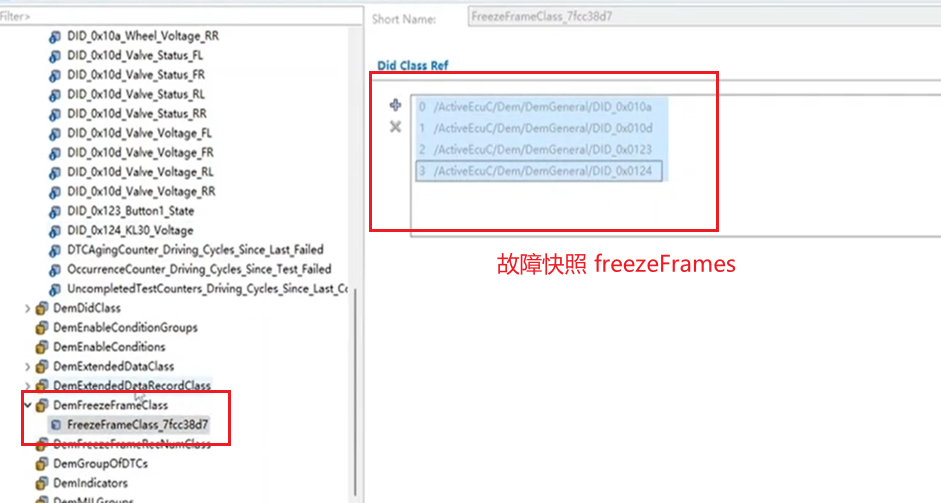 Filter>
DID_0x10a_Wheel_Voltage_RR
DID_0x10d_Valve_Status_FL
DID_0x10d_Valve_Status_FR
DID_0x10d_Valve_Status_RL
DID_0x10d_Valve_Status_RR
DID_0x10d_Valve_Voltage_FL
DID_0x10d_Valve_Voltage_FR
DID_0x10d_Valve_Voltage_RL
DID_0x10d_Valve_Voltage_RR
DID_0x123_Button1_State
DID_0x124_KL30_Voltage
DTCAgingCounter_Driving_Cycles_Since_Last_Failed
OccurrenceCounter_Driving_Cycles_Since_Test_Failed
UncompletedTestCounters_Driving_Cycles_Since_Last_Co
DemDidClass
DemEnableConditionGroups
DemEnableConditions
DemExtendedDataClass
DemExtendedDataRecordClass
DemFreezeFrameClass
FreezeFrameClass_7fcc38d7
DemFreezeFrameRecNumClass
DemGroupOfDTCs
DemIndicators
DemMILGroups
Short Name: FreezeFrameClass_7fcc38d7
Did Class Ref
0 /ActiveEcuC/Dem/DemGeneral/DID_0x010a
1 /ActiveEcuC/Dem/DemGeneral/DID_0x010d
2 /ActiveEcuC/Dem/DemGeneral/DID_0x0123
3 /ActiveEcuC/Dem/DemGeneral/DID_0x0124
故障快照 freezeFrames